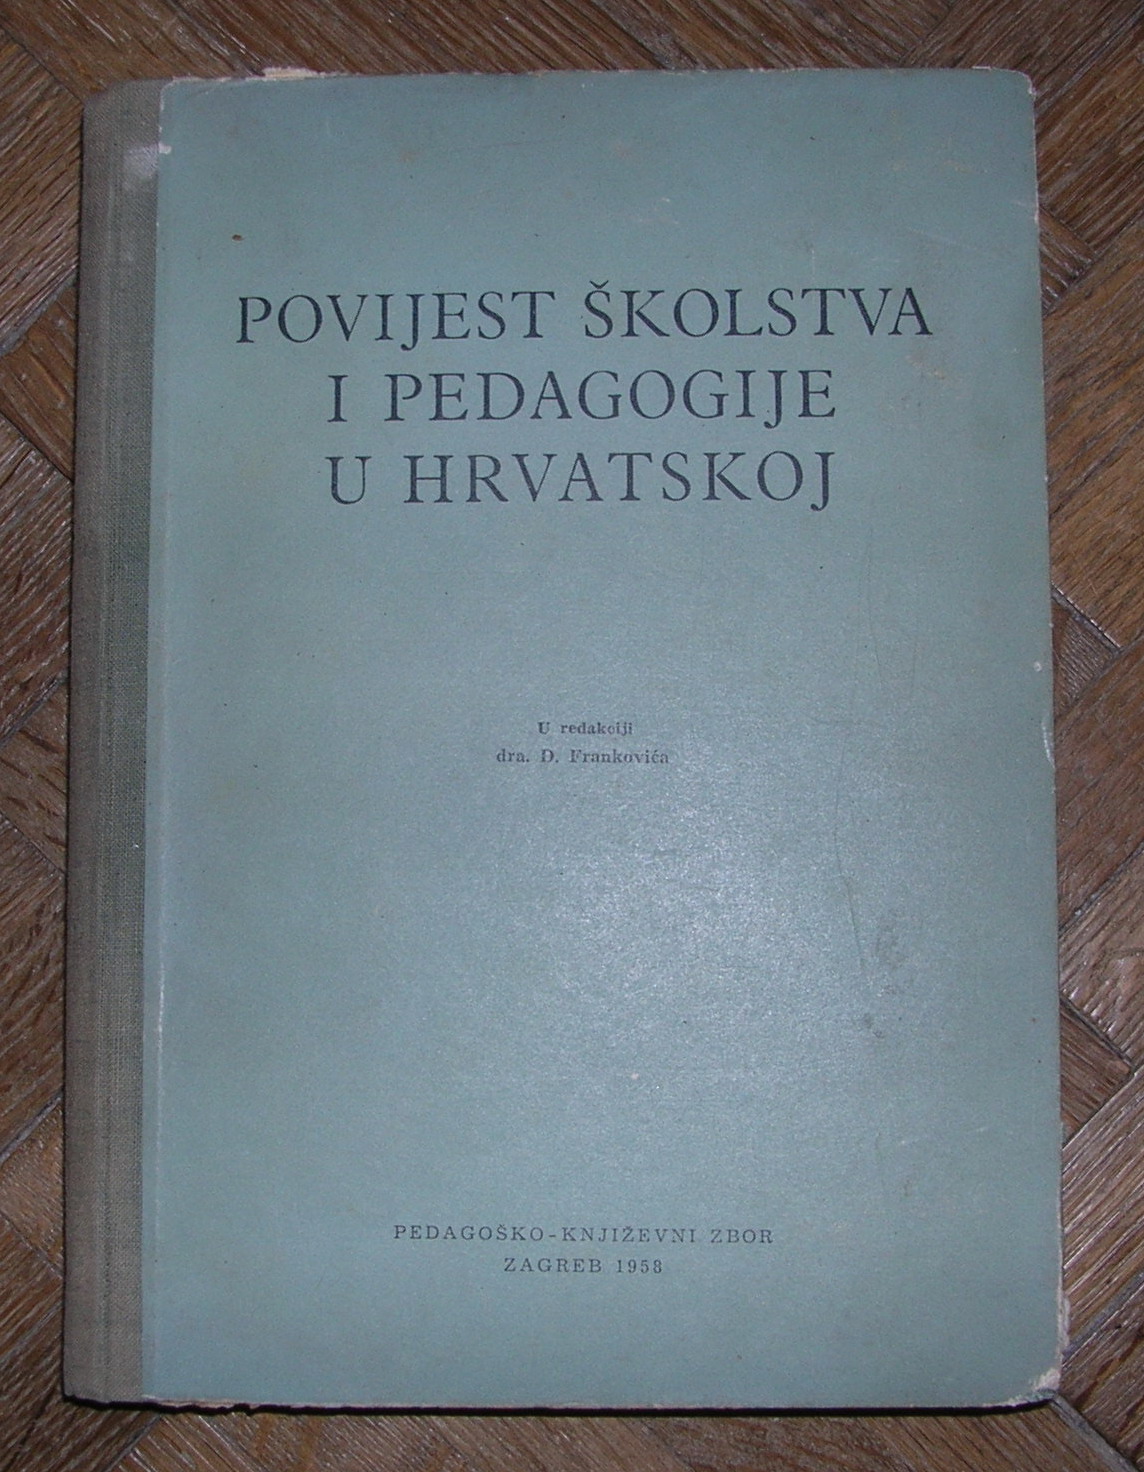 POVIJEST ŠKOLSTVA
I PEDAGOGIJE
U HRVATSKOJ
U redakciji
dra. D. Frankovića
PEDAGOŠKO-KNJIŽEVNI ZBOR
ZAGREB 1958